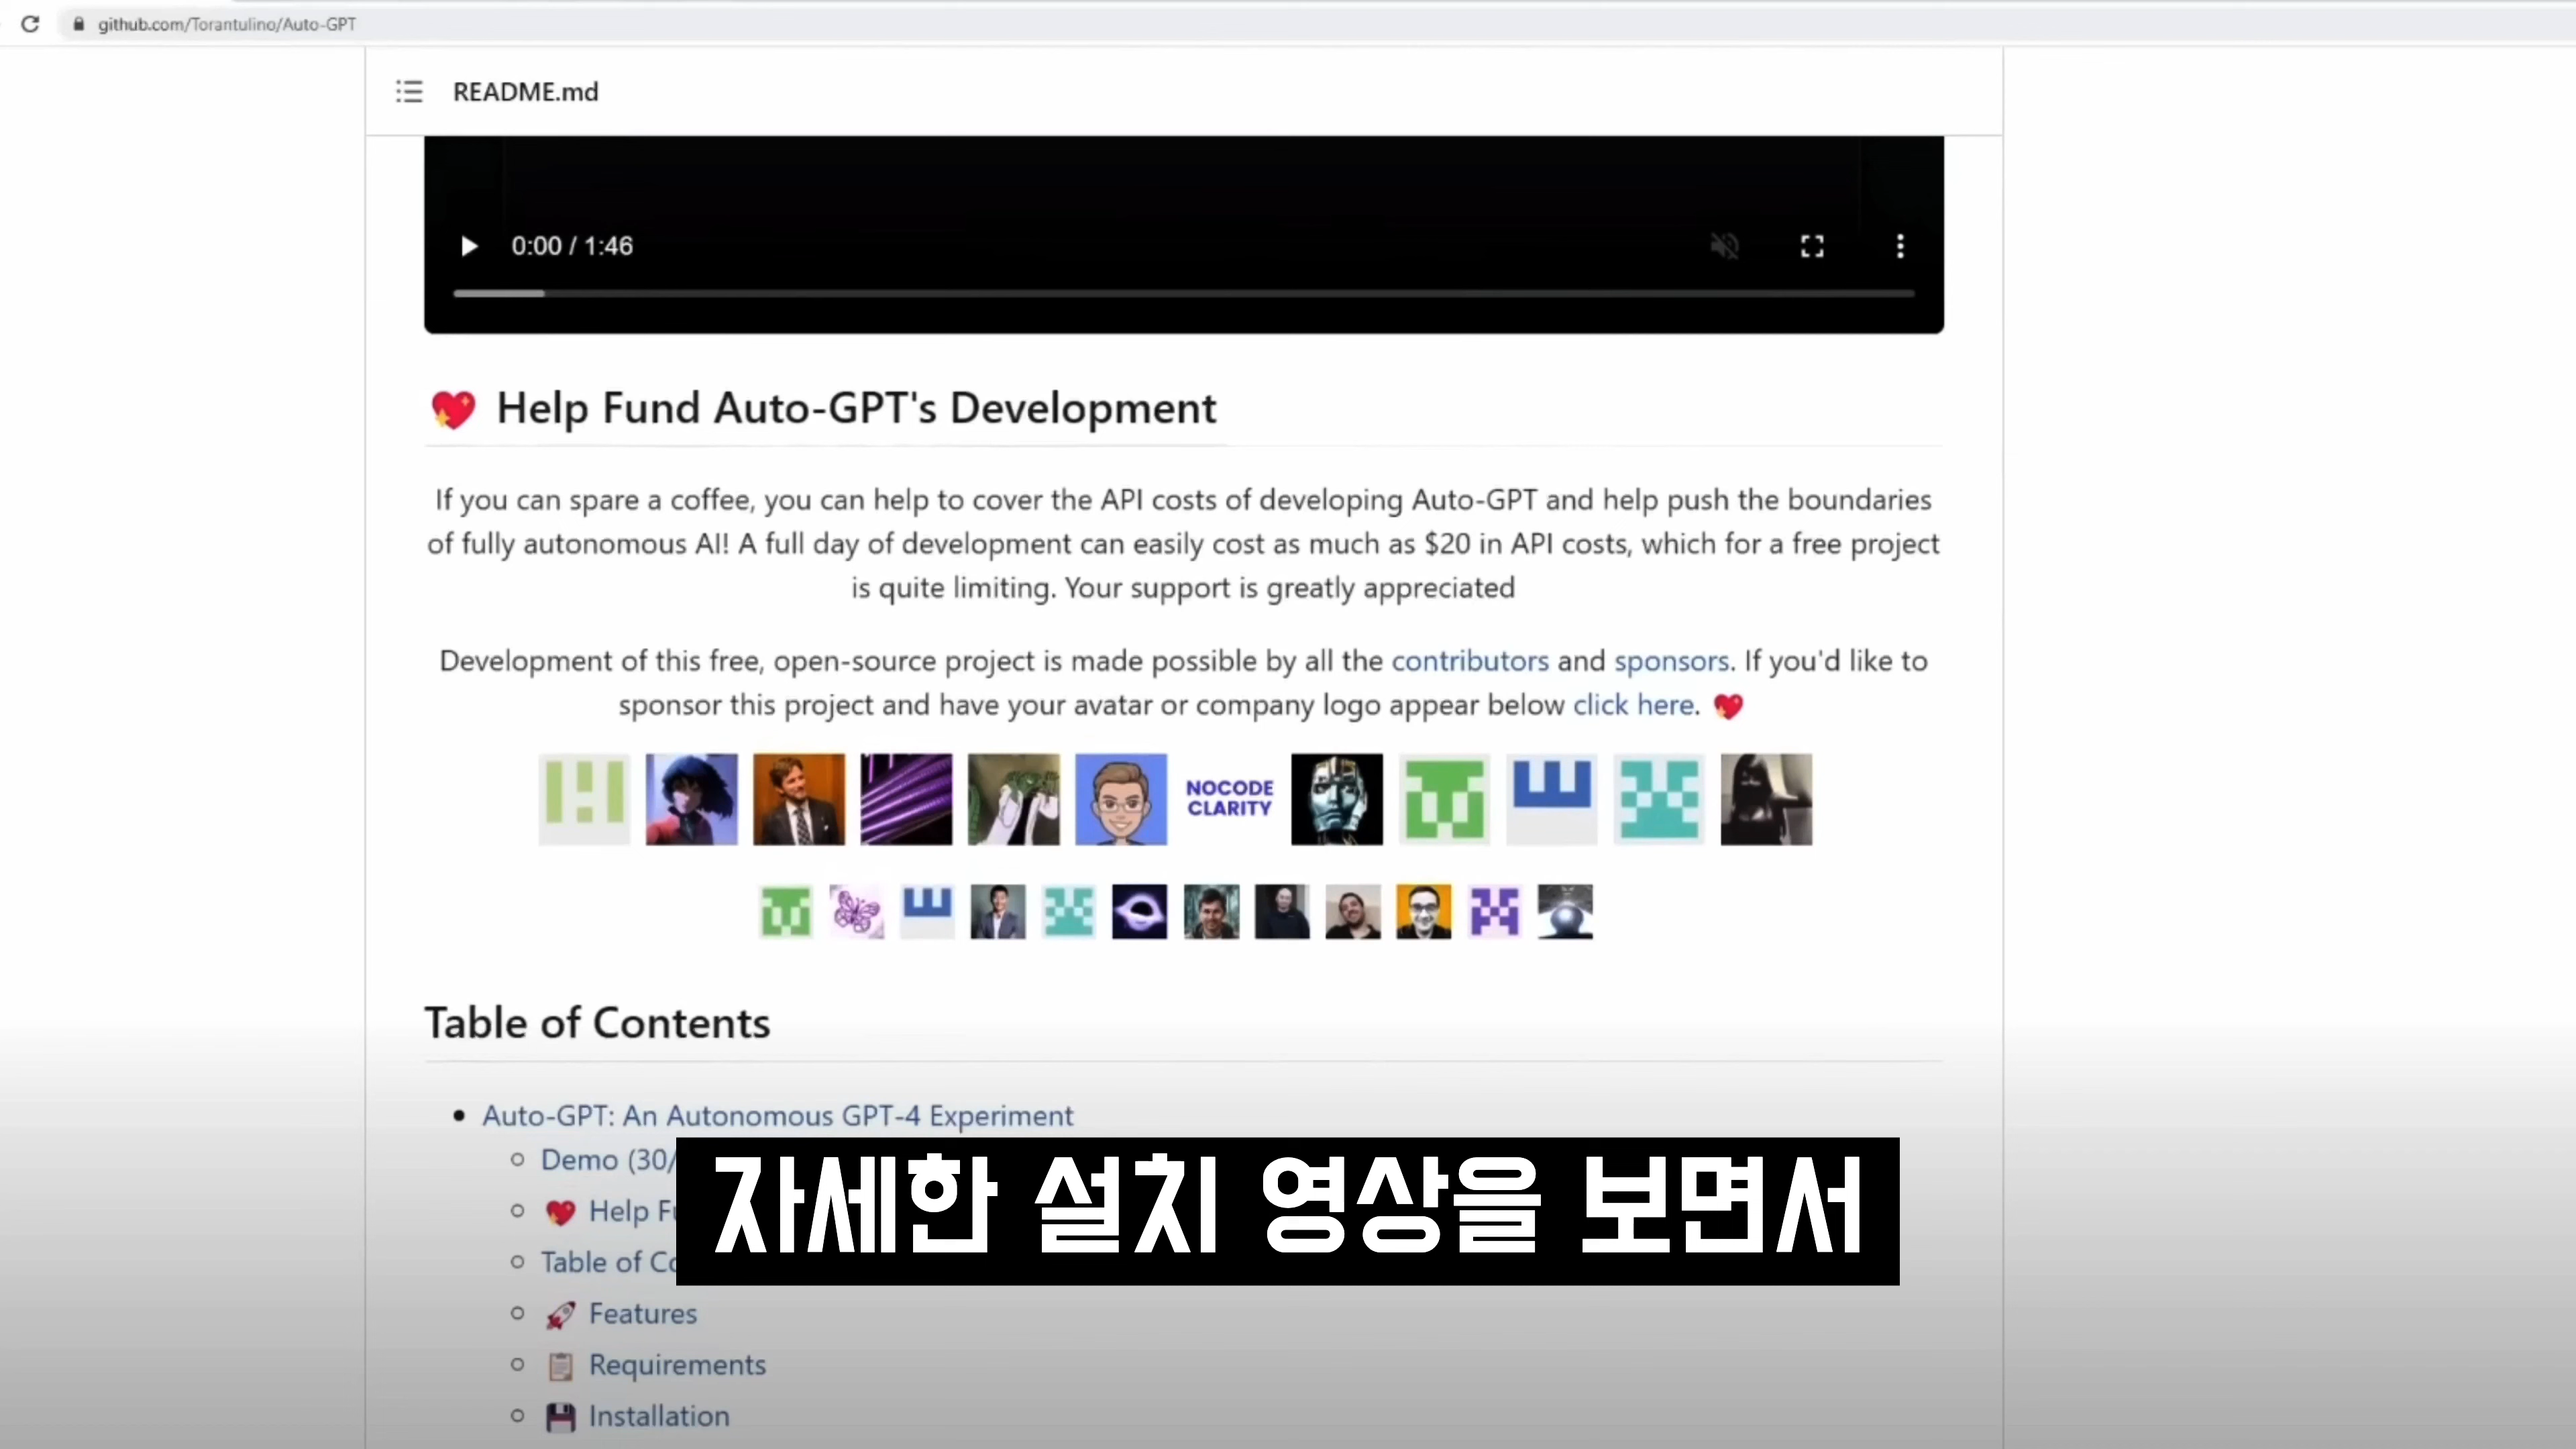 github.com/Torantulino/Auto-GPT
README.md
0:00 / 1:46
Help Fund Auto-GPT's Development
If you can spare a coffee, you can help to cover the API costs of developing Auto-GPT and help push the boundaries
of fully autonomous AI! A full day of development can easily cost as much as $20 in API costs, which for a free project
is quite limiting. Your support is greatly appreciated
Development of this free, open-source project is made possible by all the contributors and sponsors. If you'd like to
sponsor this project and have your avatar or company logo appear below click here.
NOCODE
CLARITY
Table of Contents
Auto-GPT: An Autonomous GPT-4 Experiment
Demo (30/
Help
Table of
자세한 설치 영상을 보면서
Features
Requirements
Installation